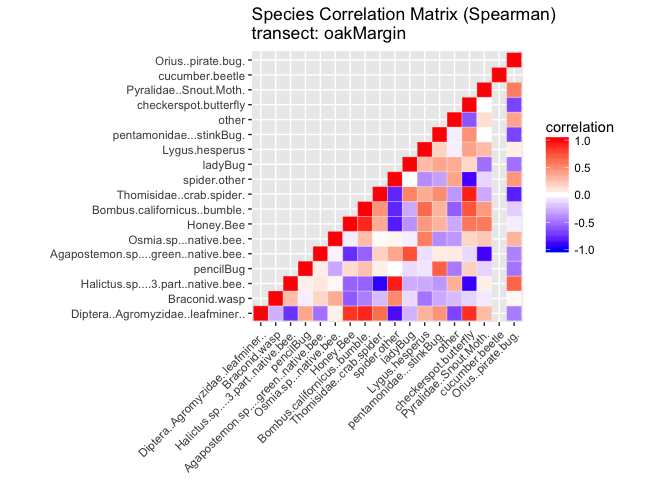 Species Correlation Matrix (Spearman)
transect: oakMargin
Orius..pirate.bug.
cucumber.beetle
Pyralidae..Snout.Moth.
checkerspot.butterfly
other
pentamonidae...stinkBug.
Lygus.hesperus
ladyBug
spider.other
Thomisidae..crab.spider.
Bombus.californicus..bumble.
Honey.Bee
Osmia.sp...native.bee.
Agapostemon.sp....green..native.bee.
pencilBug
Halictus.sp....3.part..native.bee.
Braconid.wasp
Diptera..Agromyzidae..leafminer..
Diptera..Agromyzidae..leafminer..
Braconid.wasp
Halictus.sp....3.part..native.bee.
pencilBug
Agapostemon.sp....green..native.bee.
Osmia.sp...native.bee.
Honey.Bee
Bombus.californicus..bumble.
Thomisidae..crab.spider.
spider.other
ladyBug
Lygus.hesperus
pentamonidae...stinkBug.
other
checkerspot.butterfly
Pyralidae..Snout.Moth.
cucumber.beetle
Orius..pirate.bug.
correlation
1.0
0.5
0.0
-0.5
-1.0